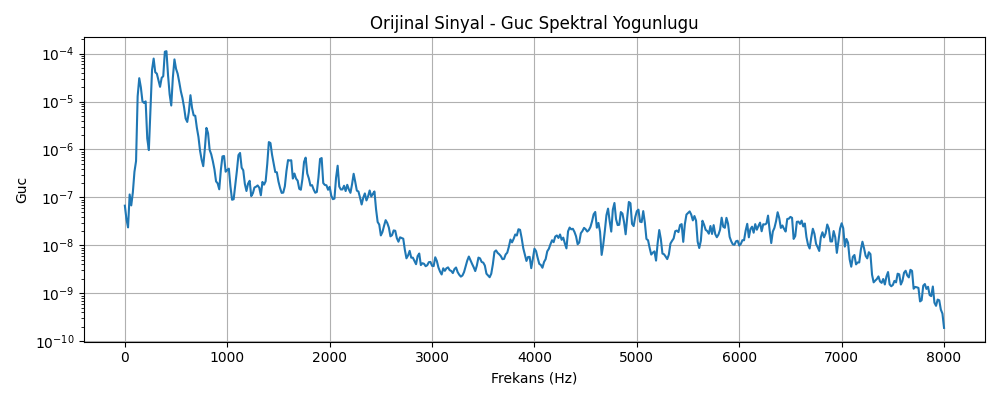 Orijinal Sinyal - Guc Spektral Yogunlugu
Guc
10⁻⁴
10⁻⁵
10⁻⁶
10⁻⁷
10⁻⁸
10⁻⁹
10⁻¹⁰
0 1000 2000 3000 4000 5000 6000 7000 8000
Frekans (Hz)